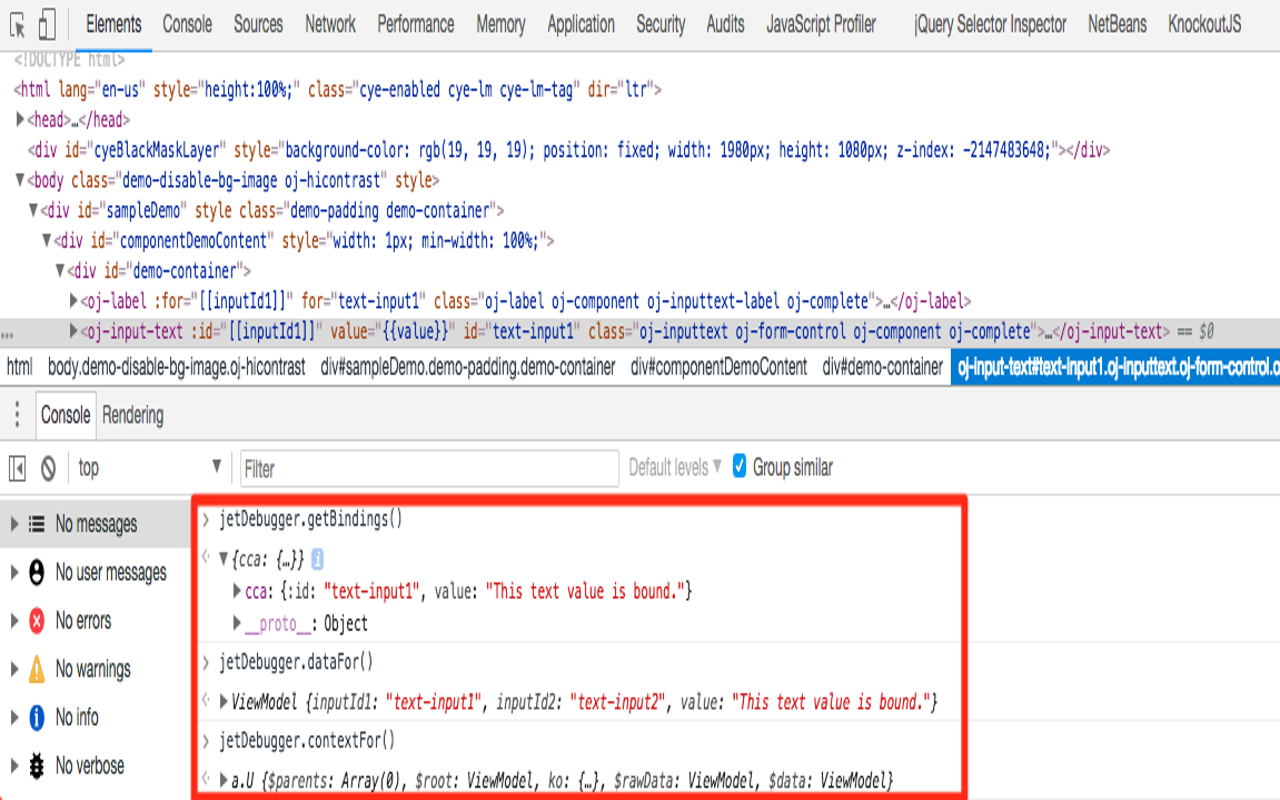 Elements Console Sources Network Performance Memory Application Security Audits JavaScript Profiler jQuery Selector Inspector NetBeans KnockoutJS
<!DOCTYPE html>
<html lang="en-us" style="height:100%;" class="cye-enabled cye-lm cye-lm-tag" dir="ltr">
▶<head>…</head>
<div id="cyeBlackMaskLayer" style="background-color: rgb(19, 19, 19); position: fixed; width: 1980px; height: 1080px; z-index: -2147483648;"></div>
▼<body class="demo-disable-bg-image oj-hicontrast" style>
▼<div id="sampleDemo" style class="demo-padding demo-container">
▼<div id="componentDemoContent" style="width: 1px; min-width: 100%;">
▼<div id="demo-container">
▶<oj-label :for="[[inputId1]]" for="text-input1" class="oj-label oj-component oj-inputtext-label oj-complete">…</oj-label>
… ▶<oj-input-text :id="[[inputId1]]" value="{{value}}" id="text-input1" class="oj-inputtext oj-form-control oj-component oj-complete">…</oj-input-text> == $0
html body.demo-disable-bg-image.oj-hicontrast div#sampleDemo.demo-padding.demo-container div#componentDemoContent div#demo-container oj-input-text#text-input1.oj-inputtext.oj-form-control.o
Console Rendering
top ▼ Filter Default levels ▼ Group similar
No messages
No user messages
No errors
No warnings
No info
No verbose
> jetDebugger.getBindings()
▼{cca: {…}}
▶cca: {:id: "text-input1", value: "This text value is bound."}
▶__proto__: Object
> jetDebugger.dataFor()
▶ViewModel {inputId1: "text-input1", inputId2: "text-input2", value: "This text value is bound."}
> jetDebugger.contextFor()
▶a.U {$parents: Array(0), $root: ViewModel, ko: {…}, $rawData: ViewModel, $data: ViewModel}